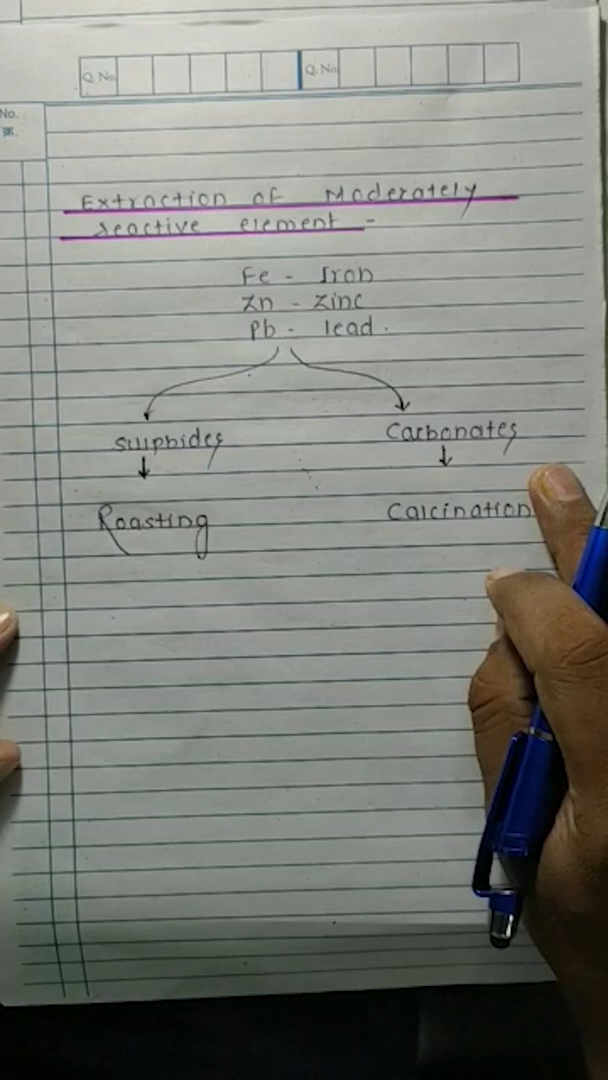 Q. No. Q. No.
No.
Extraction of Moderately
reactive element -
Fe - Iron
Zn - Zinc
Pb - lead.
Sulphides Carbonates
Roasting Calcination